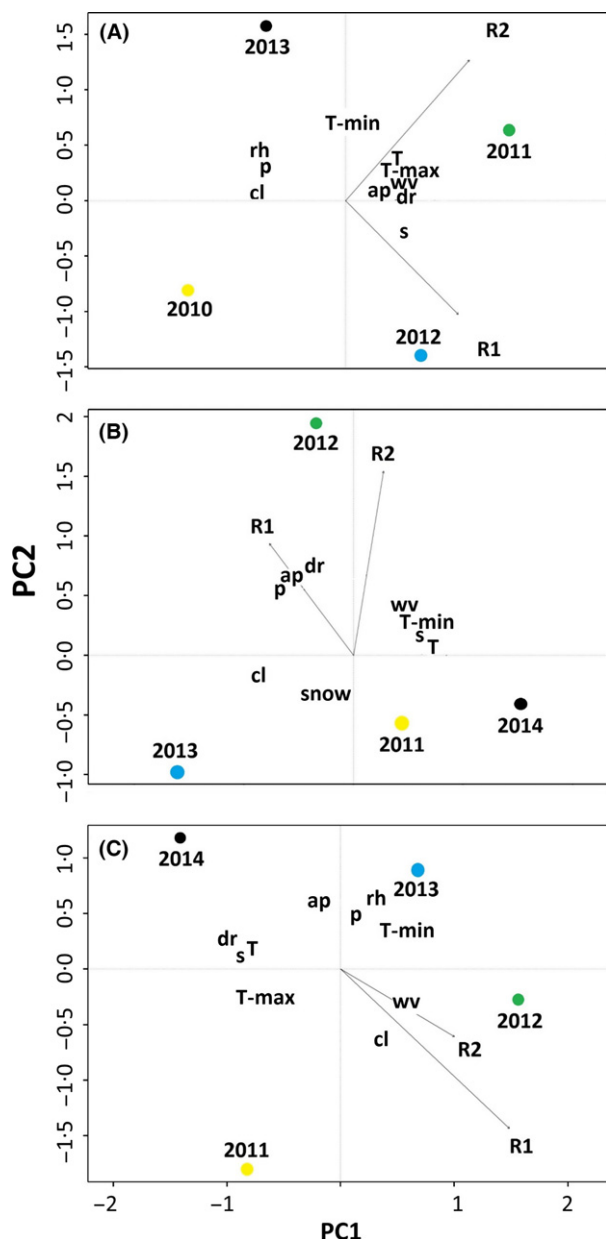 (A)
R2
2013
1·5
T-min
1·0
2011
rh
p
T
T-max
0·5
cl
ap
wv
dr
0·0
s
−0·5
2010
2012
−1·0
R1
−1·5
(B)
2012
R2
2
R1
1·5
dr
ap
p
1·0
wv
T-min
s
T
0·5
cl
snow
0·0
2011
2014
−0·5
2013
−1·0
PC2
(C)
2014
2013
1·0
ap
rh
p
T-min
0·5
dr
s
T
0·0
T-max
wv
2012
−0·5
cl
R2
−1·0
R1
−1·5
2011
−2 −1 0 1 2
PC1